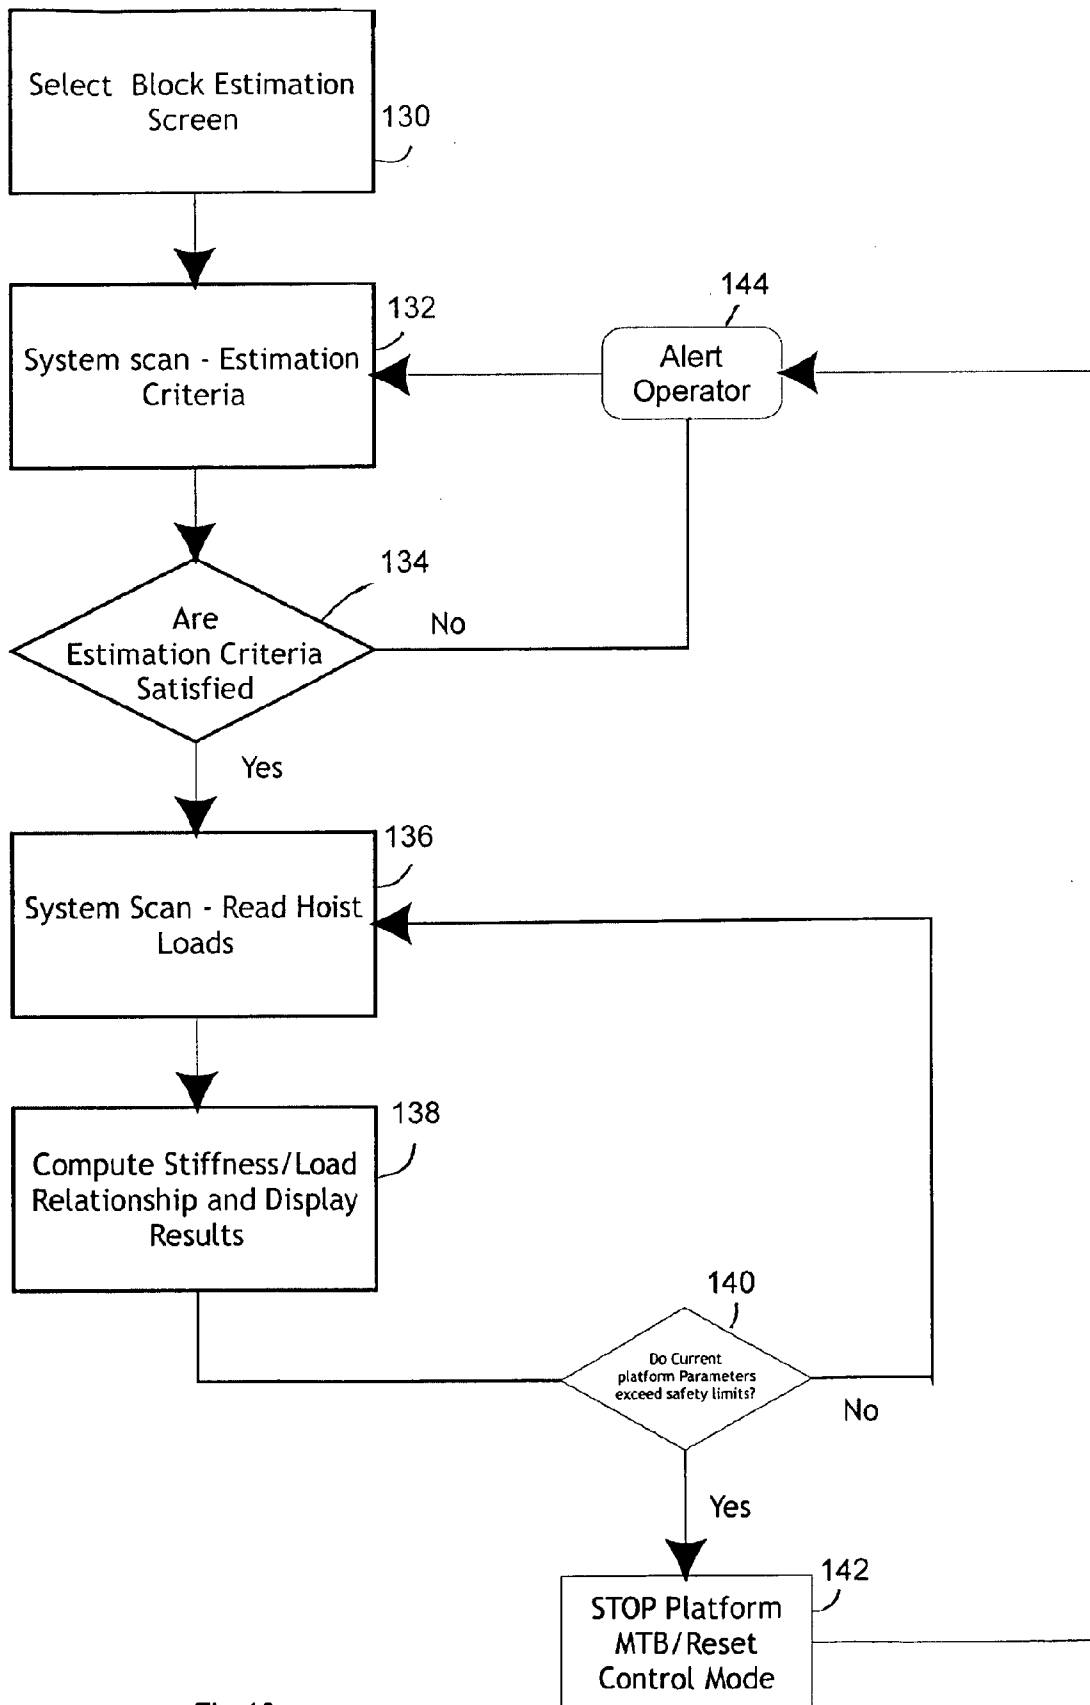 Select Block Estimation
Screen
130
132
System scan - Estimation
Criteria
144
Alert
Operator
134
Are
Estimation Criteria
Satisfied
No
Yes
136
System Scan - Read Hoist
Loads
138
Compute Stiffness/Load
Relationship and Display
Results
140
Do Current
platform Parameters
exceed safety limits?
No
Yes
142
STOP Platform
MTB/Reset
Control Mode